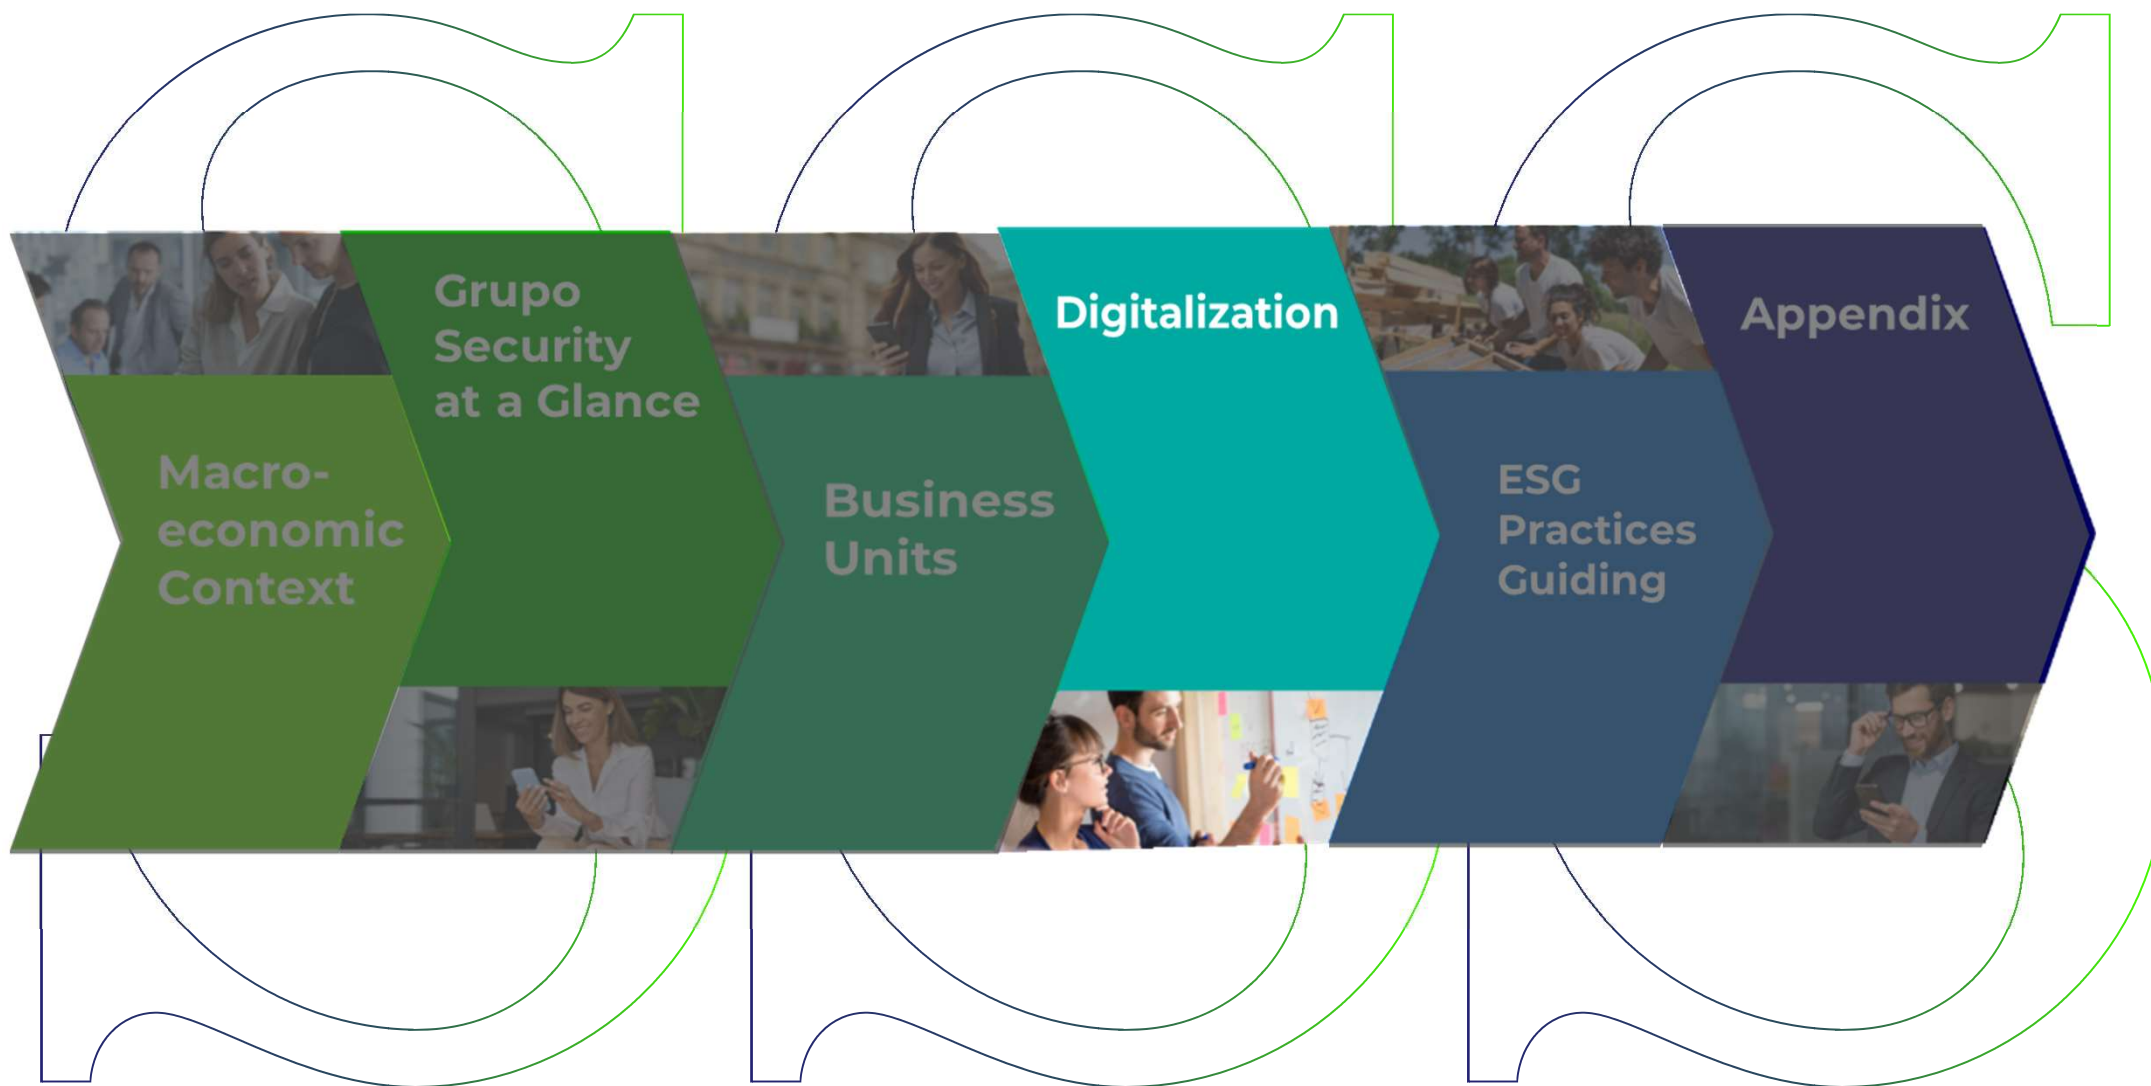 Macro-
economic
Context
Grupo
Security
at a Glance
Business
Units
Digitalization
ESG
Practices
Guiding
Appendix